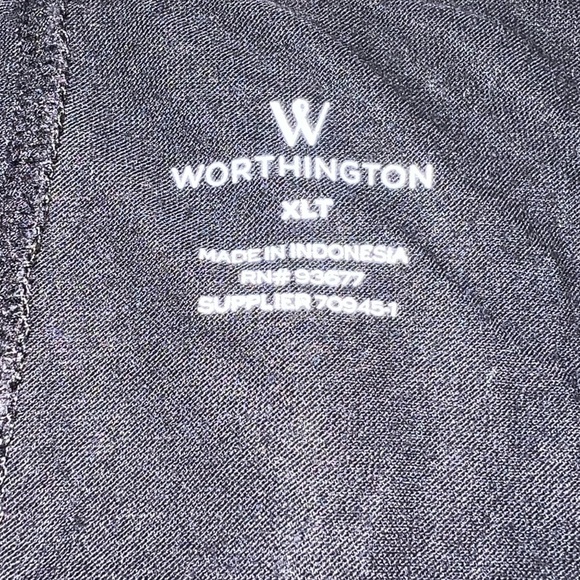 W
WORTHINGTON
XLT
MADE IN INDONESIA
RN# 93677
SUPPLIER 70945-1